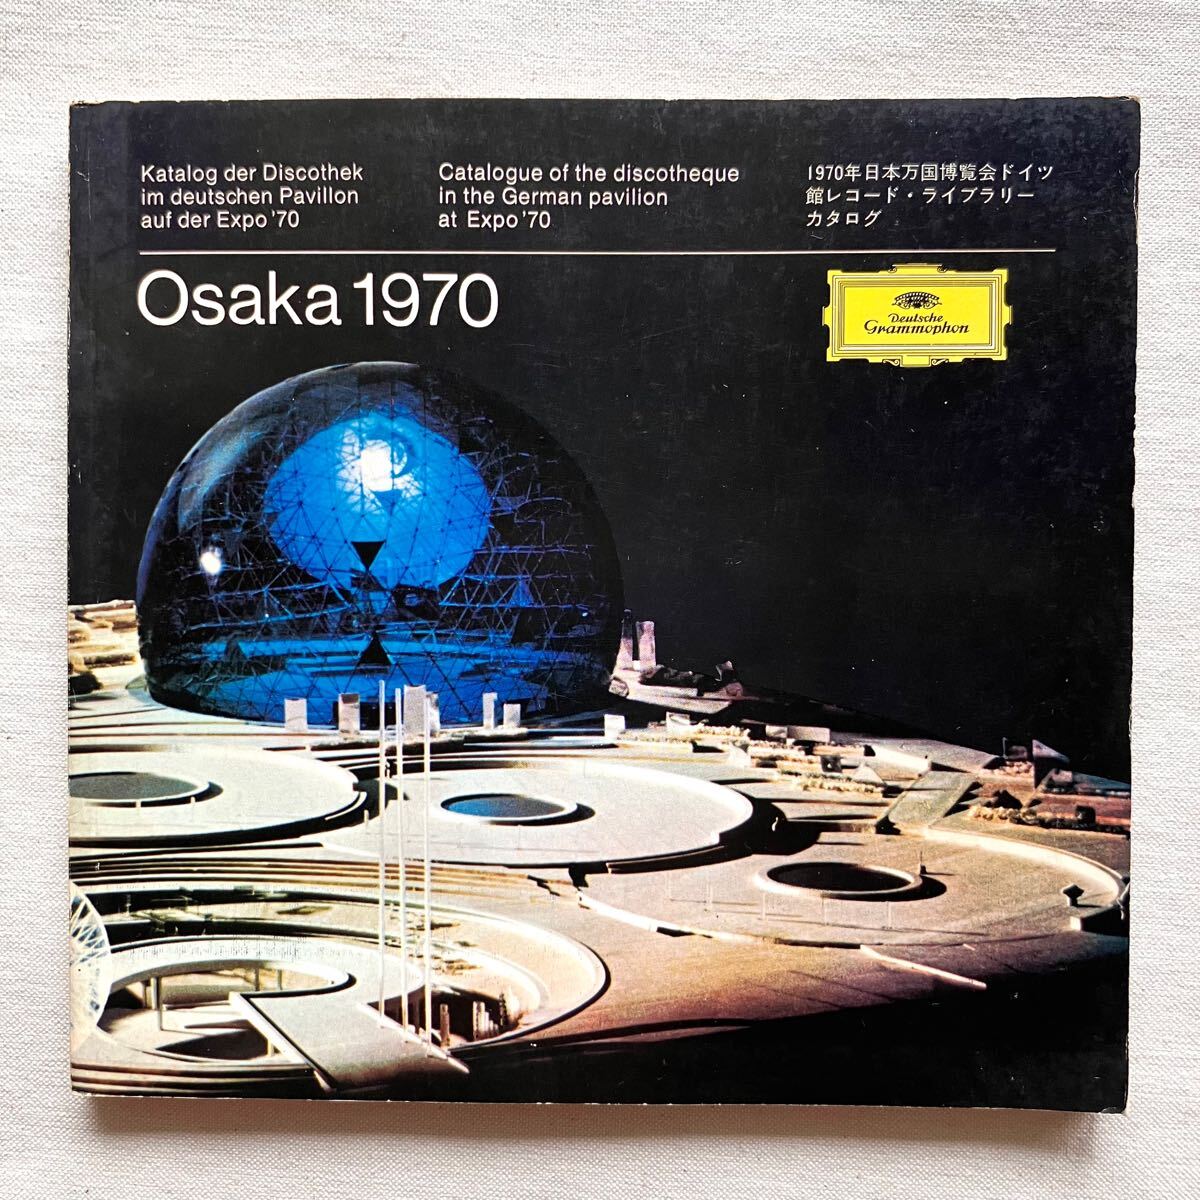 Katalog der Discothek
im deutschen Pavillon
auf der Expo '70
Catalogue of the discotheque
in the German pavilion
at Expo '70
1970年日本万国博覧会ドイツ
館レコード・ライブラリー
カタログ
Osaka 1970
Deutsche
Grammophon